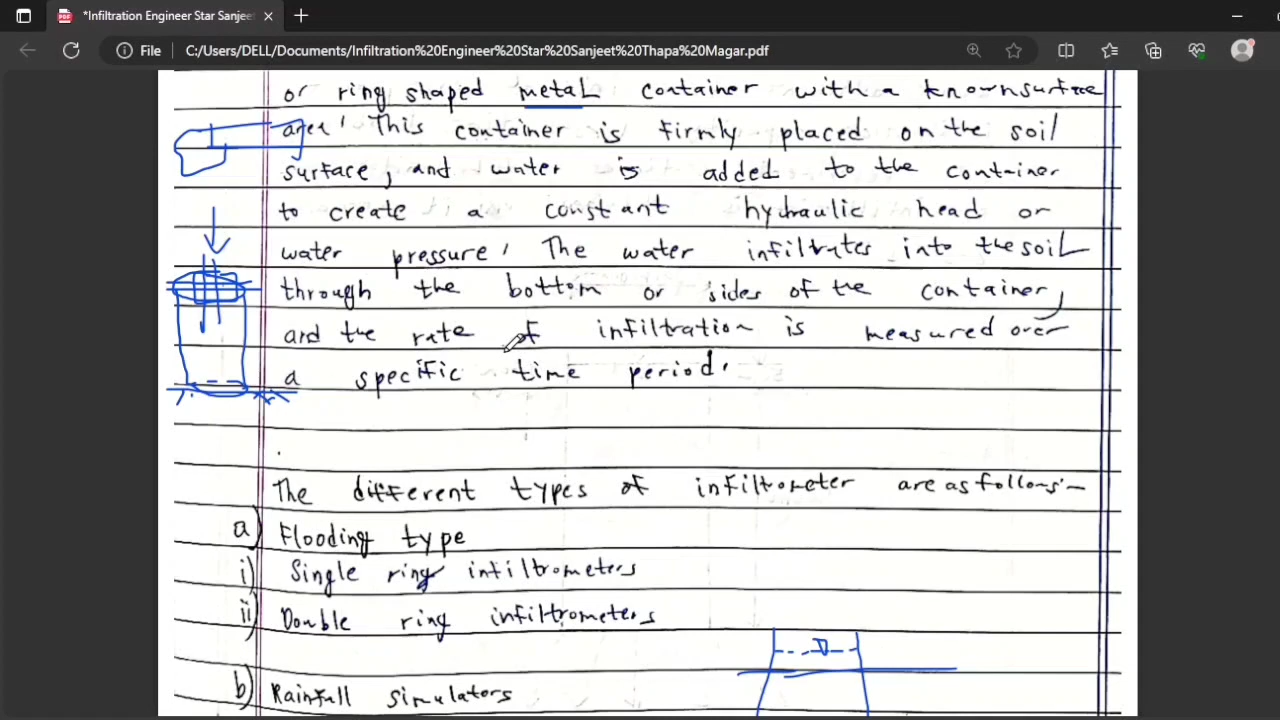 *Infiltration Engineer Star Sanjee
File
C:/Users/DELL/Documents/Infiltration%20Engineer%20Star%20Sanjeet%20Thapa%20Magar.pdf
or ring shaped metal container with a known surface
area. This container is firmly placed on the soil
surface, and water is added to the container
to create a constant hydraulic head or
water pressure. The water infiltrates into the soil
through the bottom or sides of the container,
and the rate of infiltration is measured over
a specific time period.
The different types of infiltrometer are as follows:-
a) Flooding type
i) Single ring infiltrometers
ii) Double ring infiltrometers
b) Rainfall simulators